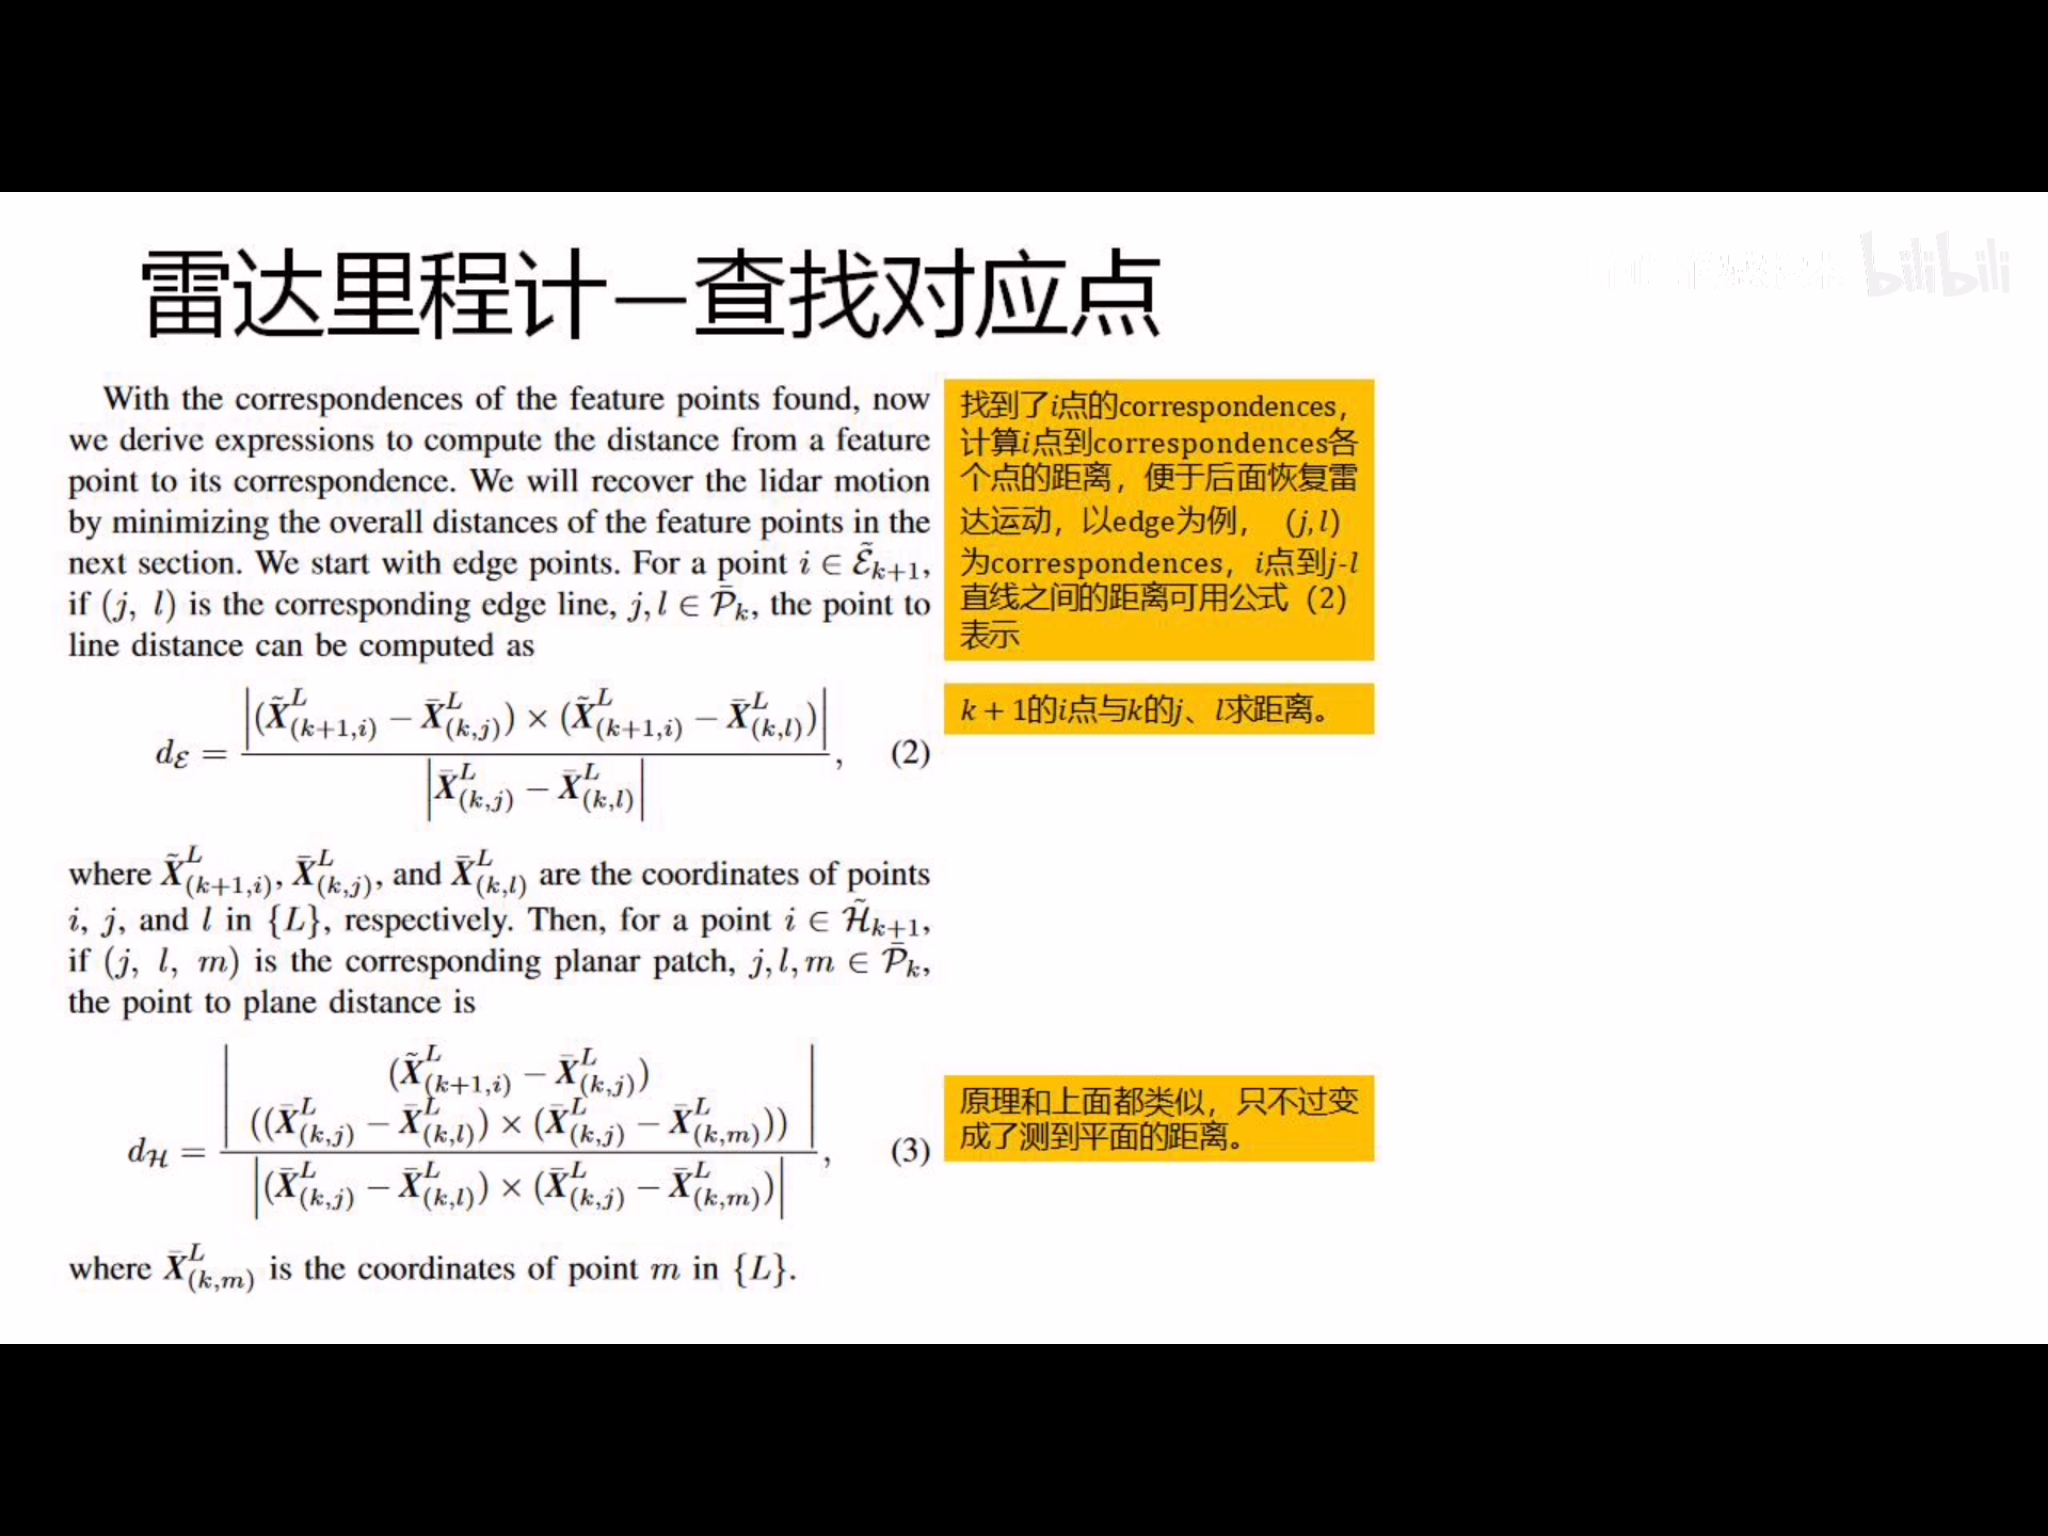 雷达里程计—查找对应点
bilibili
With the correspondences of the feature points found, now
we derive expressions to compute the distance from a feature
point to its correspondence. We will recover the lidar motion
by minimizing the overall distances of the feature points in the
next section. We start with edge points. For a point $i \in \tilde{\mathcal{E}}_{k+1}$,
if (j, l) is the corresponding edge line, $j, l \in \bar{\mathcal{P}}_k$, the point to
line distance can be computed as
$d_{\mathcal{E}} = \frac{\left|(\tilde{X}^L_{(k+1,i)} - \bar{X}^L_{(k,j)}) \times (\tilde{X}^L_{(k+1,i)} - \bar{X}^L_{(k,l)})\right|}{\left|\bar{X}^L_{(k,j)} - \bar{X}^L_{(k,l)}\right|}$, (2)
where $\tilde{X}^L_{(k+1,i)}$, $\bar{X}^L_{(k,j)}$, and $\bar{X}^L_{(k,l)}$ are the coordinates of points
i, j, and l in {L}, respectively. Then, for a point $i \in \tilde{\mathcal{H}}_{k+1}$,
if (j, l, m) is the corresponding planar patch, $j, l, m \in \bar{\mathcal{P}}_k$,
the point to plane distance is
$d_{\mathcal{H}} = \frac{\left|\begin{array}{c}(\tilde{X}^L_{(k+1,i)} - \bar{X}^L_{(k,j)}) \\ ((\bar{X}^L_{(k,j)} - \bar{X}^L_{(k,l)}) \times (\bar{X}^L_{(k,j)} - \bar{X}^L_{(k,m)}))\end{array}\right|}{\left|(\bar{X}^L_{(k,j)} - \bar{X}^L_{(k,l)}) \times (\bar{X}^L_{(k,j)} - \bar{X}^L_{(k,m)})\right|}$, (3)
where $\bar{X}^L_{(k,m)}$ is the coordinates of point m in {L}.
找到了i点的correspondences，
计算i点到correspondences各
个点的距离，便于后面恢复雷
达运动，以edge为例，（j, l）
为correspondences，i点到j-l
直线之间的距离可用公式（2）
表示
k + 1的i点与k的j、l求距离。
原理和上面都类似，只不过变
成了测到平面的距离。